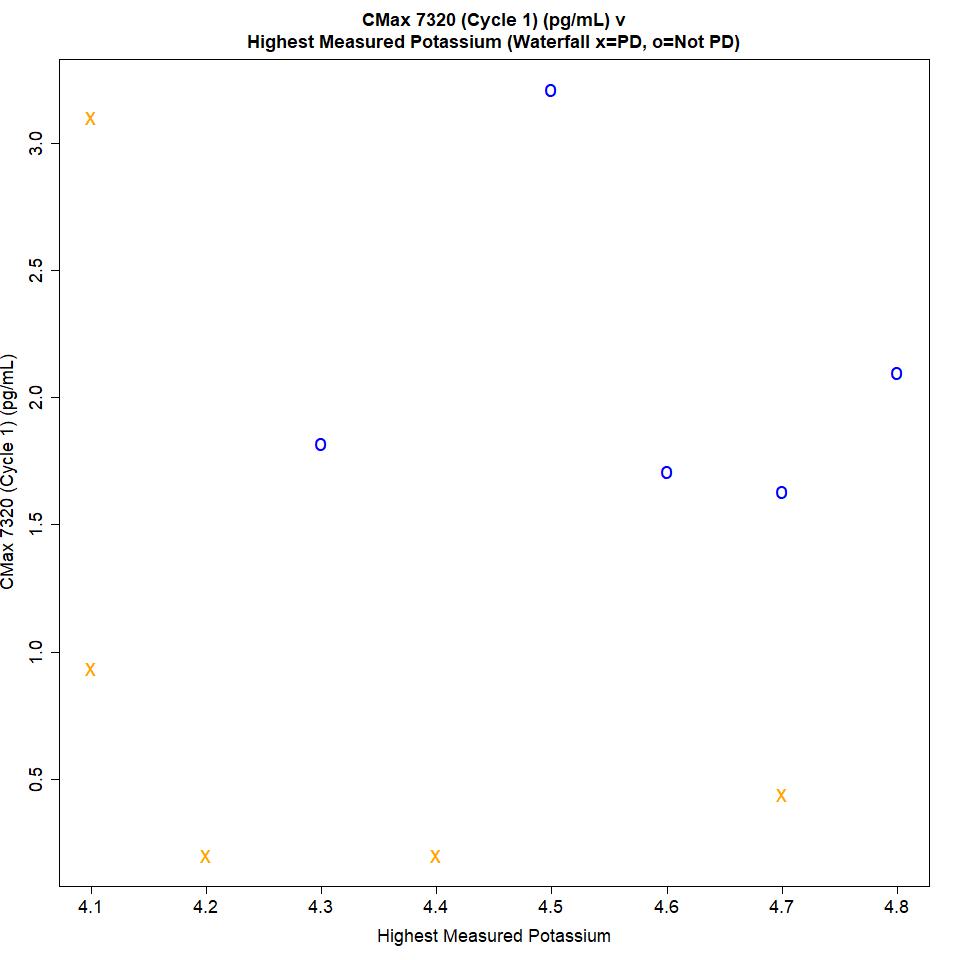 CMax 7320 (Cycle 1) (pg/mL) v
Highest Measured Potassium (Waterfall x=PD, o=Not PD)
CMax 7320 (Cycle 1) (pg/mL)
3.0
2.5
2.0
1.5
1.0
0.5
x
o
o
o
o
o
x
x
x
x
4.1 4.2 4.3 4.4 4.5 4.6 4.7 4.8
Highest Measured Potassium